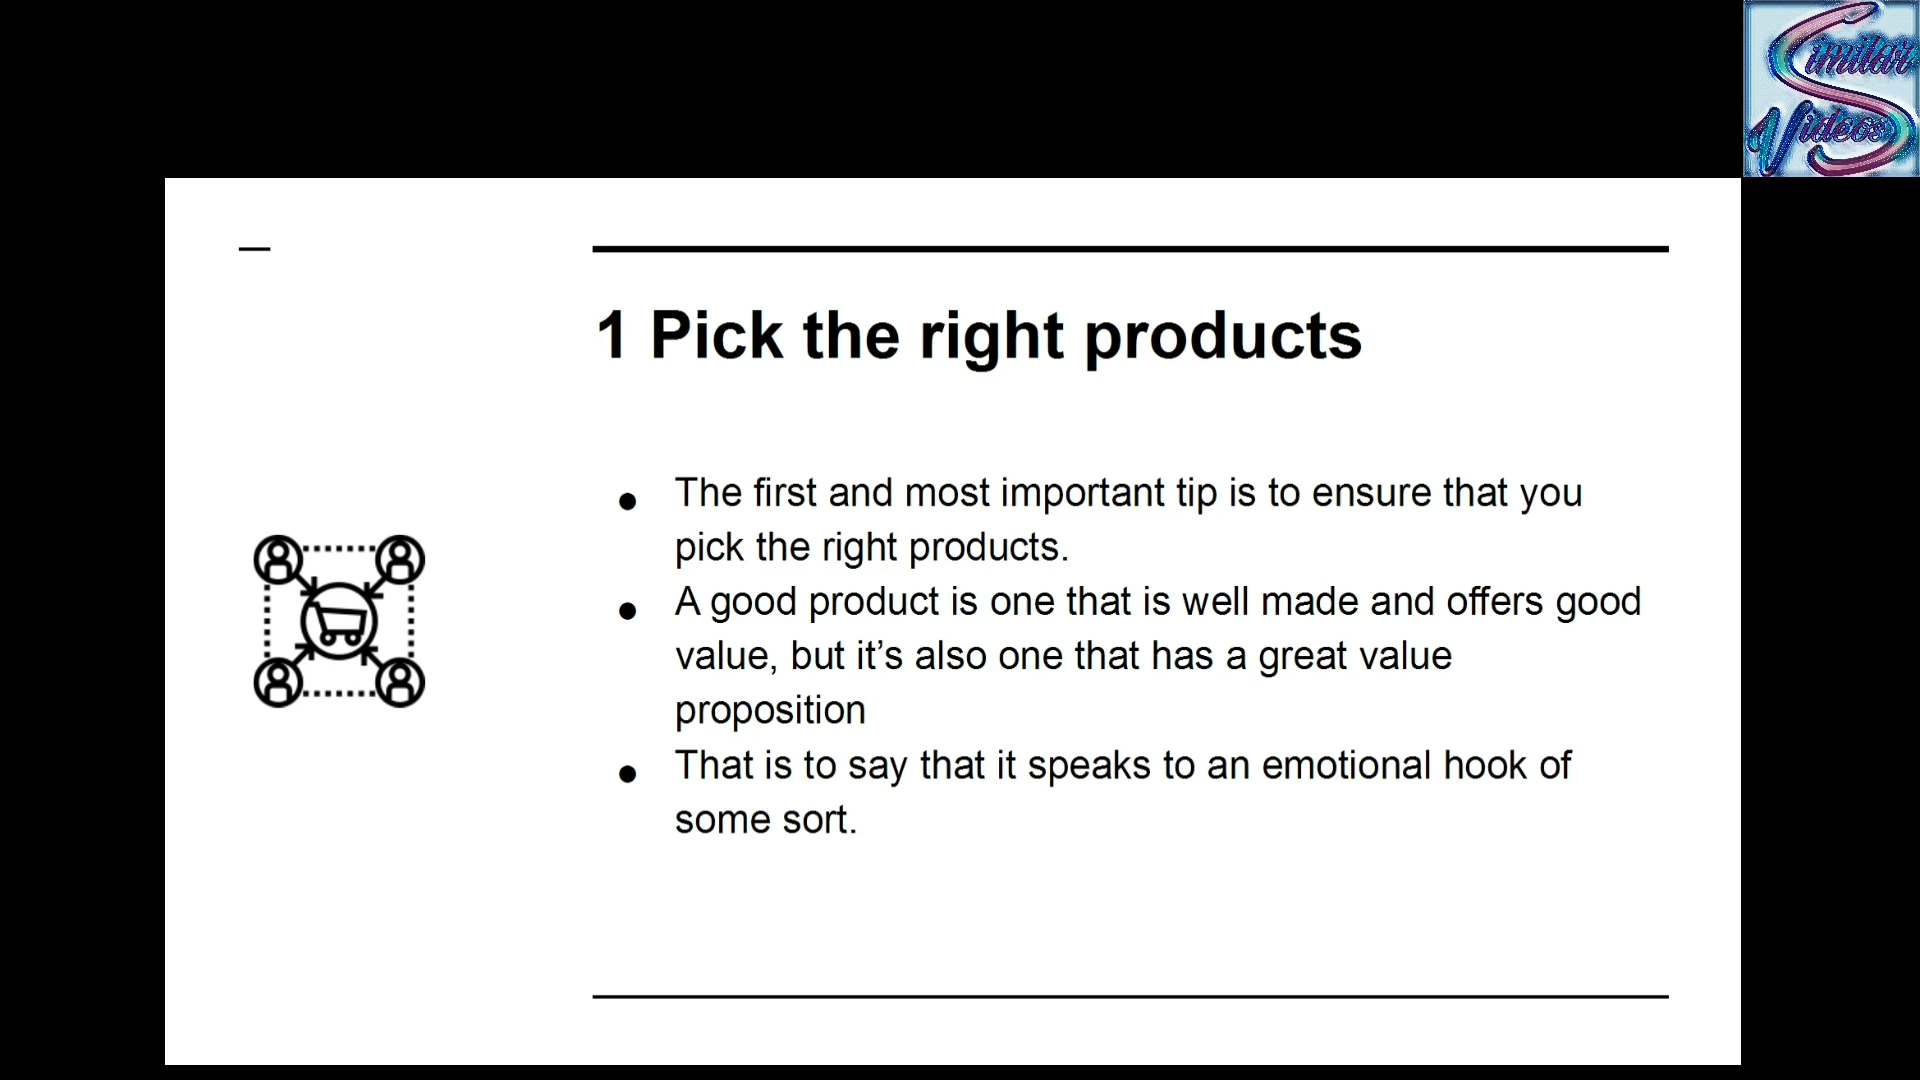 Similar
Videos
1 Pick the right products
● The first and most important tip is to ensure that you
pick the right products.
● A good product is one that is well made and offers good
value, but it’s also one that has a great value
proposition
● That is to say that it speaks to an emotional hook of
some sort.